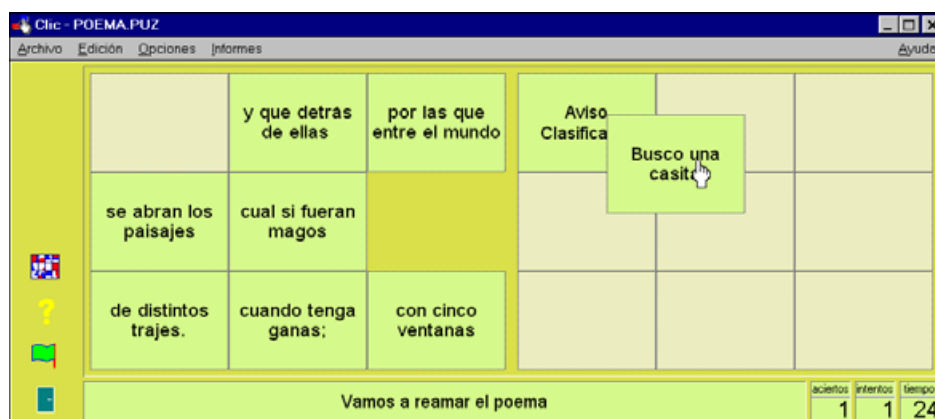 Clic - POEMA.PUZ
Archivo Edición Opciones Informes Ayuda
y que detrás
de ellas
por las que
entre el mundo
Aviso
Clasifica
Busco una
casita
se abran los
paisajes
cual si fueran
magos
de distintos
trajes.
cuando tenga
ganas;
con cinco
ventanas
Vamos a reamar el poema
aciertos intentos tiempo
1 1 24